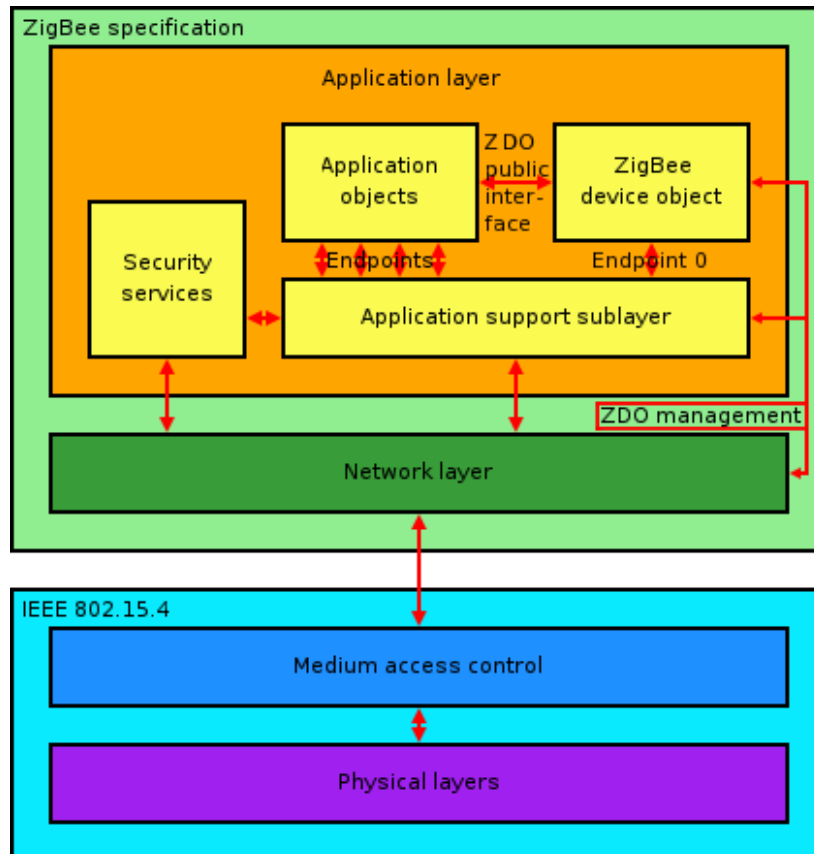 ZigBee specification
Application layer
Application
objects
ZDO
public
inter-
face
ZigBee
device object
Security
services
Endpoints
Endpoint 0
Application support sublayer
ZDO management
Network layer
IEEE 802.15.4
Medium access control
Physical layers